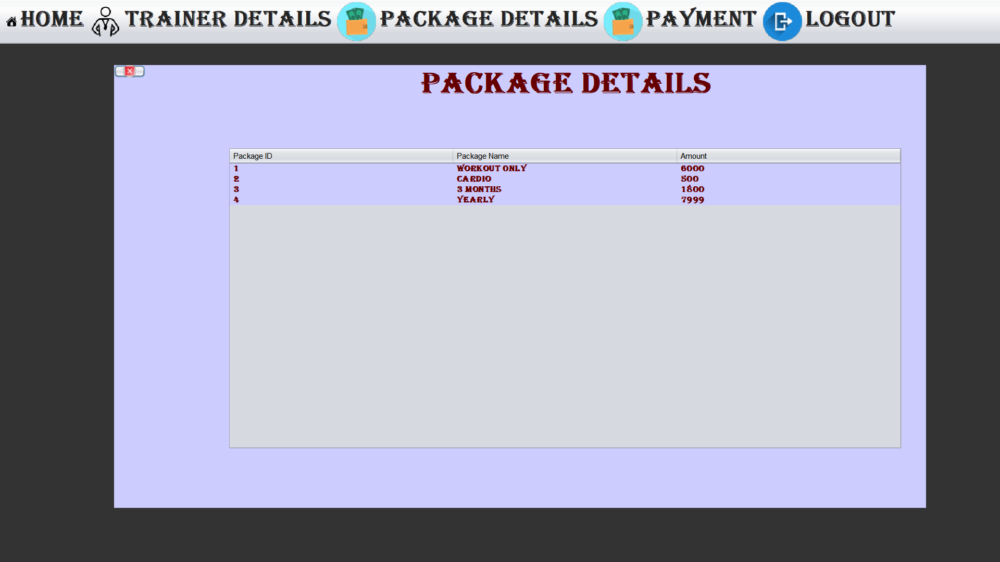 HOME TRAINER DETAILS PACKAGE DETAILS PAYMENT LOGOUT
PACKAGE DETAILS
Package ID Package Name Amount
1 WORKOUT ONLY 6000
2 CARDIO 500
3 3 MONTHS 1800
4 YEARLY 7999